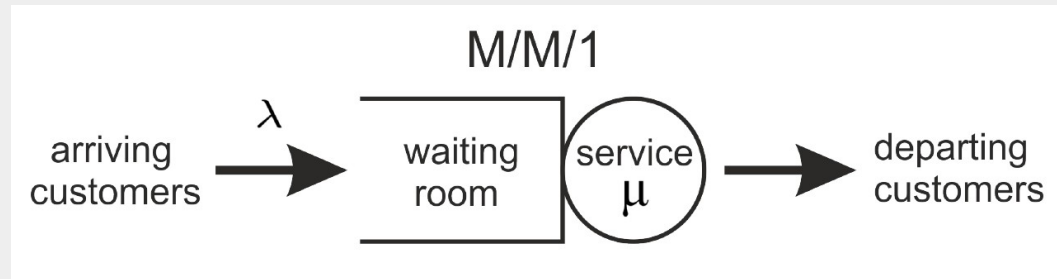 M/M/1
λ
arriving
customers
waiting
room
service
μ
departing
customers